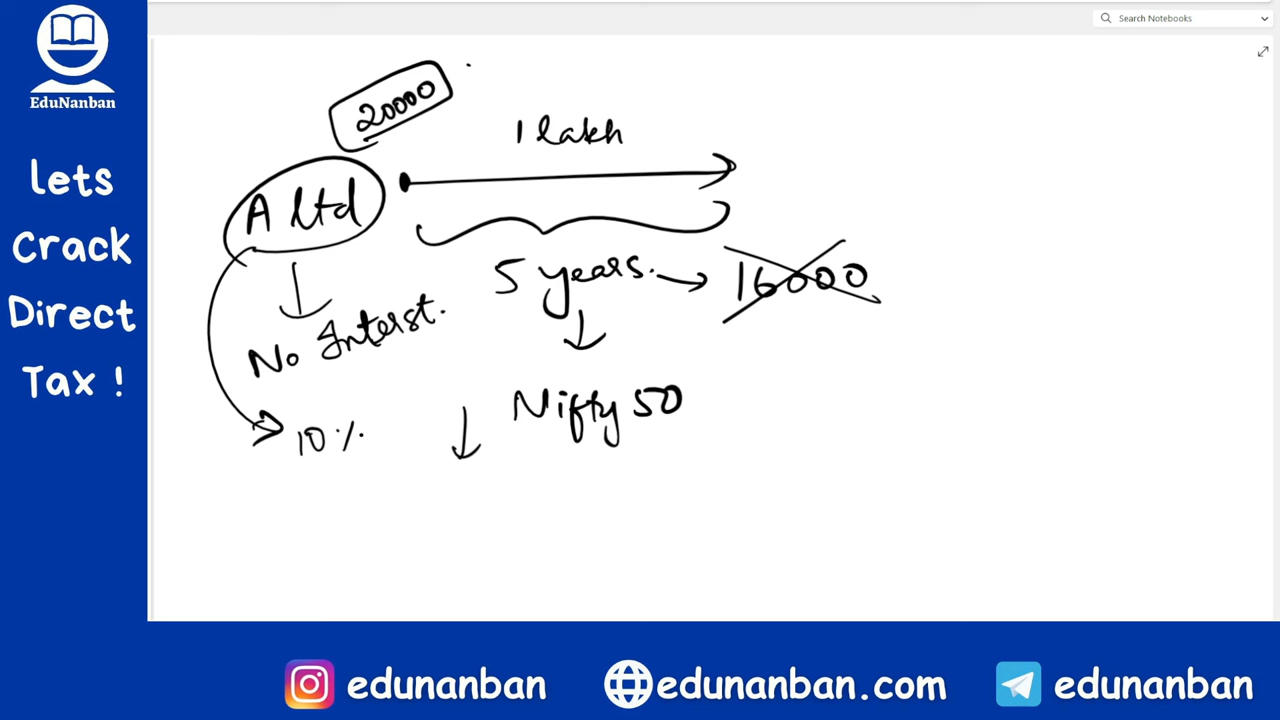 EduNanban
lets
Crack
Direct
Tax !
Search Notebooks
20000
1 lakh
A ltd
5 years.
16000
No Interst.
Nifty 50
10%
edunanban
edunanban.com
edunanban